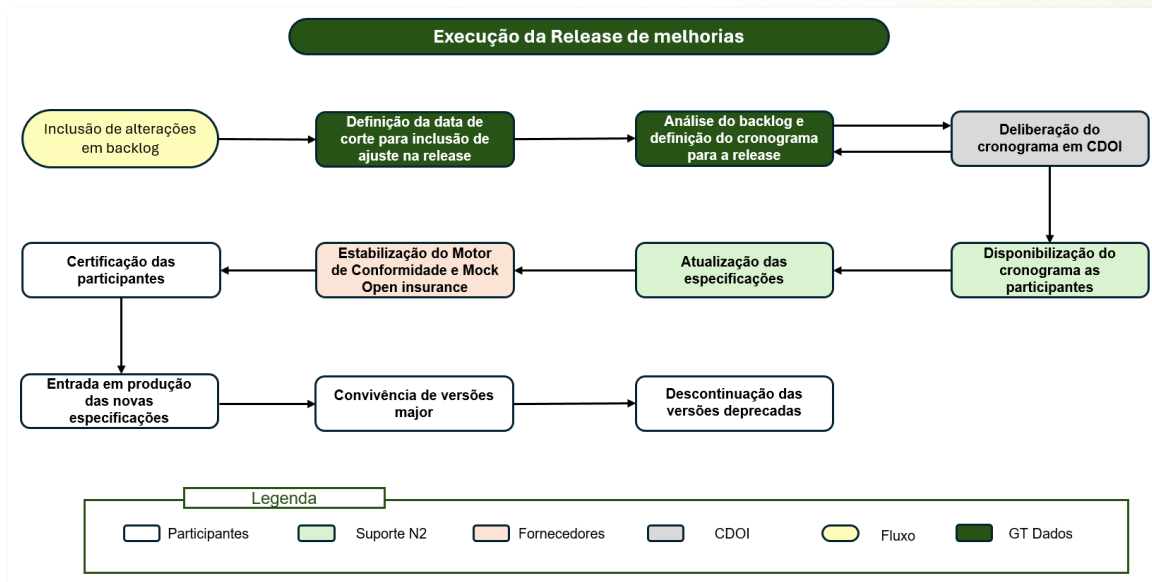 Execução da Release de melhorias
Inclusão de alterações
em backlog
Definição da data de
corte para inclusão de
ajuste na release
Análise do backlog e
definição do cronograma
para a release
Deliberação do
cronograma em CDOI
Certificação das
participantes
Estabilização do Motor
de Conformidade e Mock
Open insurance
Atualização das
especificações
Disponibilização do
cronograma as
participantes
Entrada em produção
das novas
especificações
Convivência de versões
major
Descontinuação das
versões deprecadas
Legenda
Participantes
Suporte N2
Fornecedores
CDOI
Fluxo
GT Dados